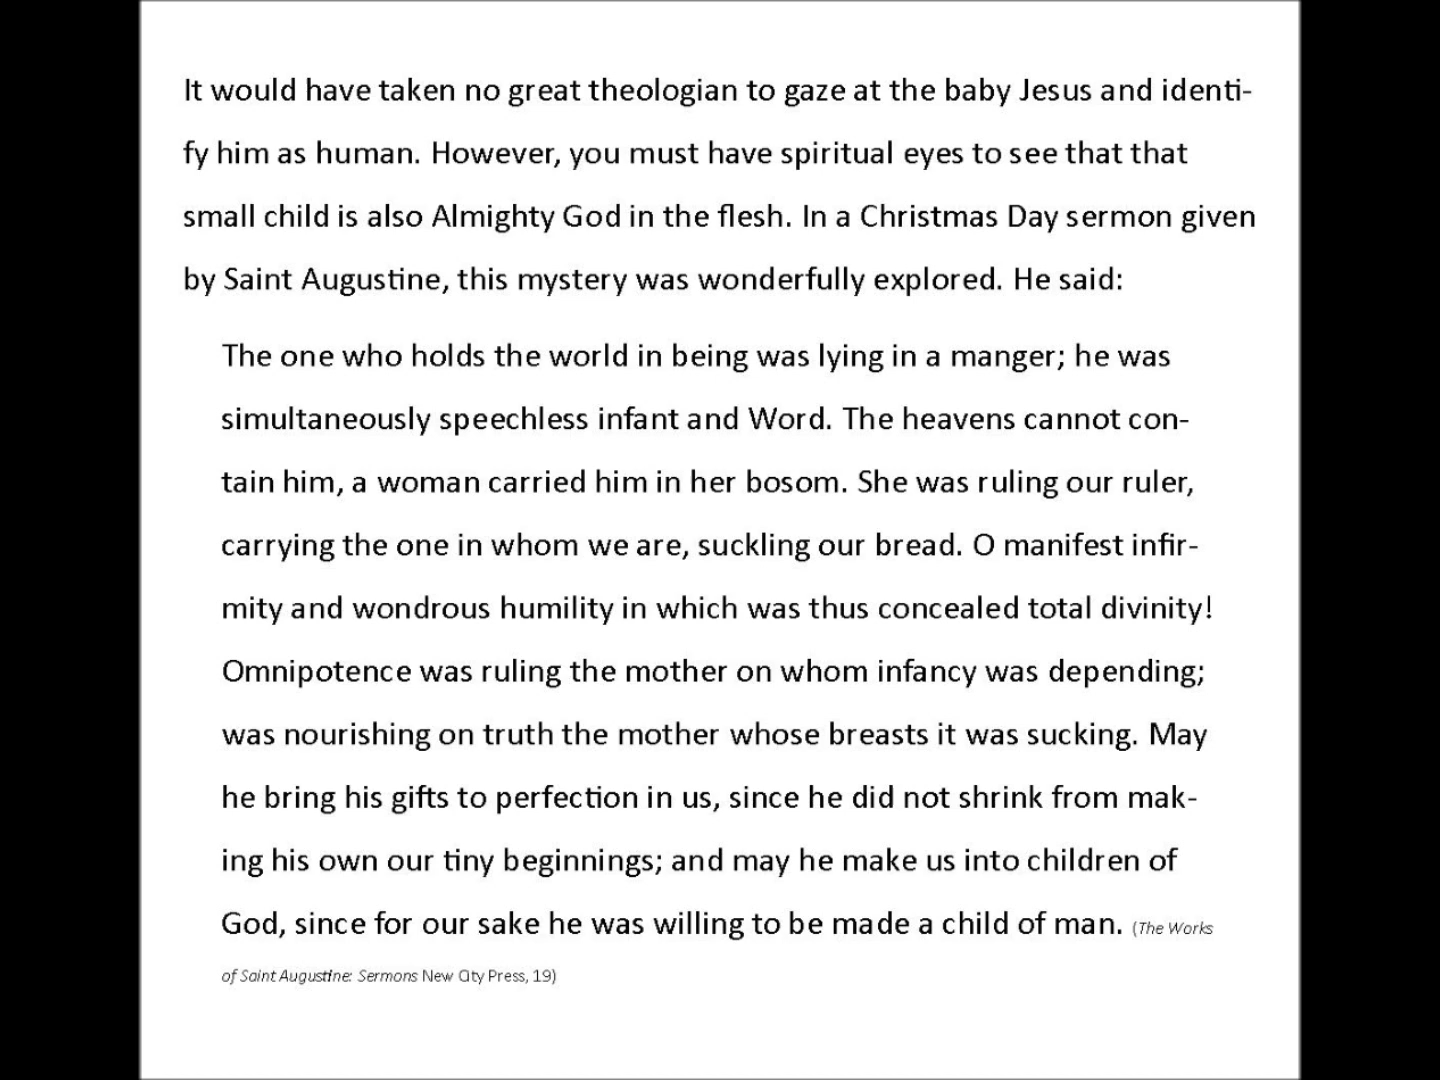 It would have taken no great theologian to gaze at the baby Jesus and identi-
fy him as human. However, you must have spiritual eyes to see that that
small child is also Almighty God in the flesh. In a Christmas Day sermon given
by Saint Augustine, this mystery was wonderfully explored. He said:
The one who holds the world in being was lying in a manger; he was
simultaneously speechless infant and Word. The heavens cannot con-
tain him, a woman carried him in her bosom. She was ruling our ruler,
carrying the one in whom we are, suckling our bread. O manifest infir-
mity and wondrous humility in which was thus concealed total divinity!
Omnipotence was ruling the mother on whom infancy was depending;
was nourishing on truth the mother whose breasts it was sucking. May
he bring his gifts to perfection in us, since he did not shrink from mak-
ing his own our tiny beginnings; and may he make us into children of
God, since for our sake he was willing to be made a child of man. (The Works
of Saint Augustine: Sermons New City Press, 19)